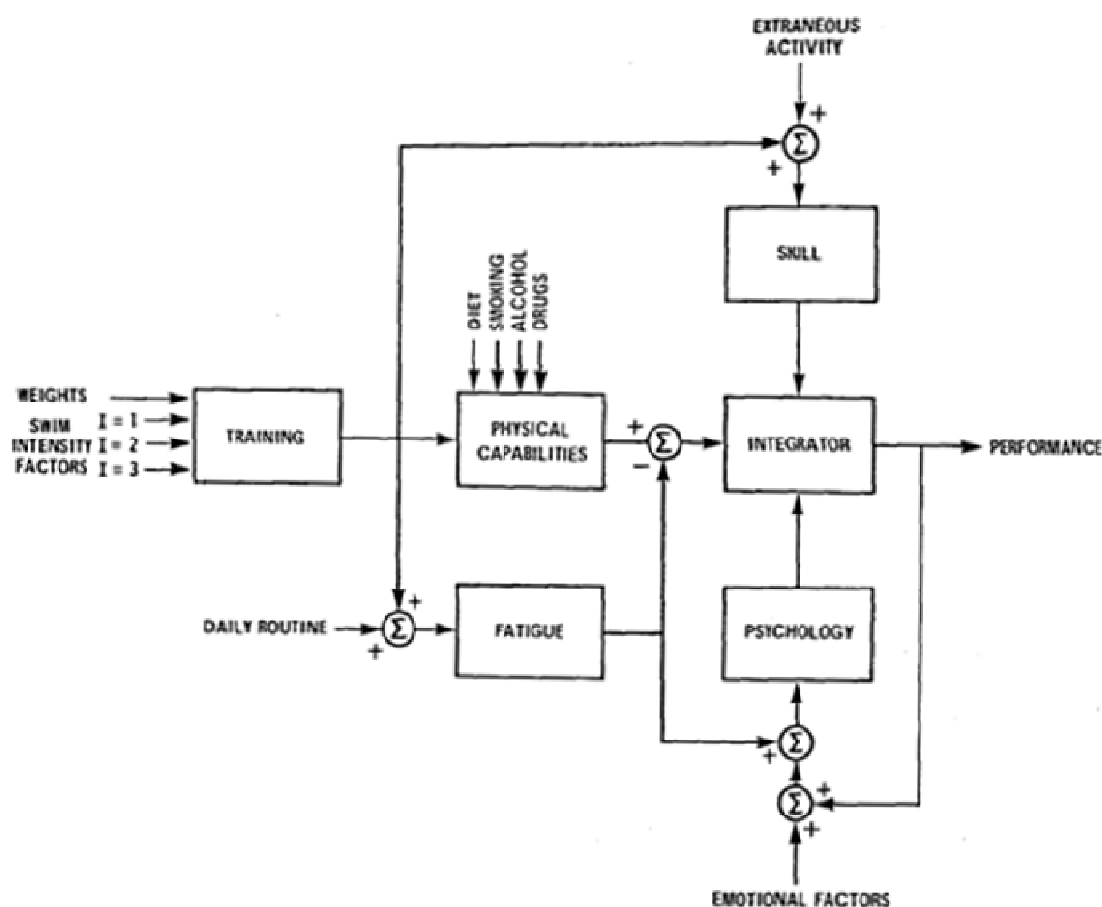 EXTRANEOUS
ACTIVITY
+
Σ
+
SKILL
DIET
SMOKING
ALCOHOL
DRUGS
WEIGHTS
SWIM I = 1
INTENSITY I = 2
FACTORS I = 3
TRAINING
PHYSICAL
CAPABILITIES
+
Σ
−
INTEGRATOR
PERFORMANCE
DAILY ROUTINE
+
Σ
+
FATIGUE
PSYCHOLOGY
Σ
+
Σ
+
+
EMOTIONAL FACTORS